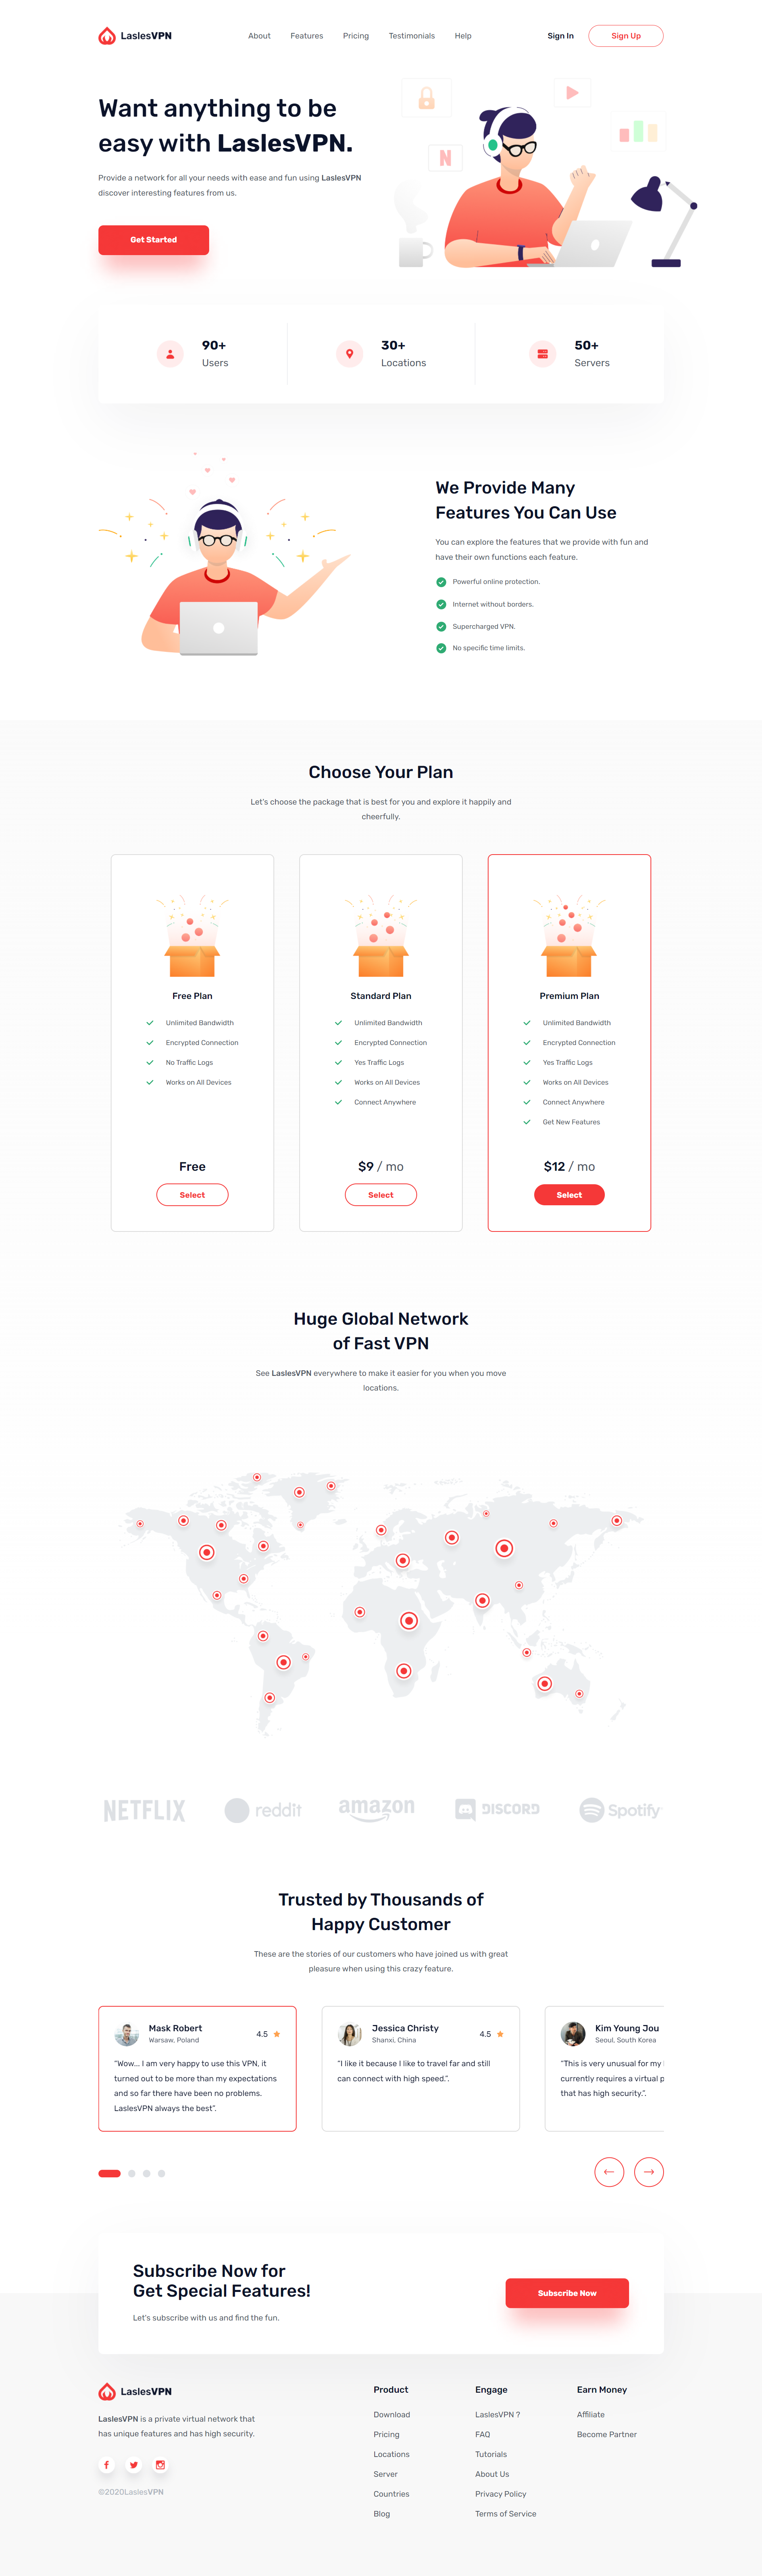 LaslesVPN
About Features Pricing Testimonials Help
Sign In Sign Up
Want anything to be
easy with LaslesVPN.
Provide a network for all your needs with ease and fun using LaslesVPN
discover interesting features from us.
Get Started
N
90+
Users
30+
Locations
50+
Servers
We Provide Many
Features You Can Use
You can explore the features that we provide with fun and
have their own functions each feature.
Powerful online protection.
Internet without borders.
Supercharged VPN.
No specific time limits.
Choose Your Plan
Let's choose the package that is best for you and explore it happily and
cheerfully.
Free Plan
Unlimited Bandwidth
Encrypted Connection
No Traffic Logs
Works on All Devices
Free
Select
Standard Plan
Unlimited Bandwidth
Encrypted Connection
Yes Traffic Logs
Works on All Devices
Connect Anywhere
$9 / mo
Select
Premium Plan
Unlimited Bandwidth
Encrypted Connection
Yes Traffic Logs
Works on All Devices
Connect Anywhere
Get New Features
$12 / mo
Select
Huge Global Network
of Fast VPN
See LaslesVPN everywhere to make it easier for you when you move
locations.
NETFLIX reddit amazon DISCORD Spotify
Trusted by Thousands of
Happy Customer
These are the stories of our customers who have joined us with great
pleasure when using this crazy feature.
Mask Robert
Warsaw, Poland
4.5
“Wow... I am very happy to use this VPN, it
turned out to be more than my expectations
and so far there have been no problems.
LaslesVPN always the best”.
Jessica Christy
Shanxi, China
4.5
“I like it because I like to travel far and still
can connect with high speed.”.
Kim Young Jou
Seoul, South Korea
“This is very unusual for my
currently requires a virtual p
that has high security.”.
Subscribe Now for
Get Special Features!
Let's subscribe with us and find the fun.
Subscribe Now
LaslesVPN
LaslesVPN is a private virtual network that
has unique features and has high security.
©2020LaslesVPN
Product
Download
Pricing
Locations
Server
Countries
Blog
Engage
LaslesVPN ?
FAQ
Tutorials
About Us
Privacy Policy
Terms of Service
Earn Money
Affiliate
Become Partner